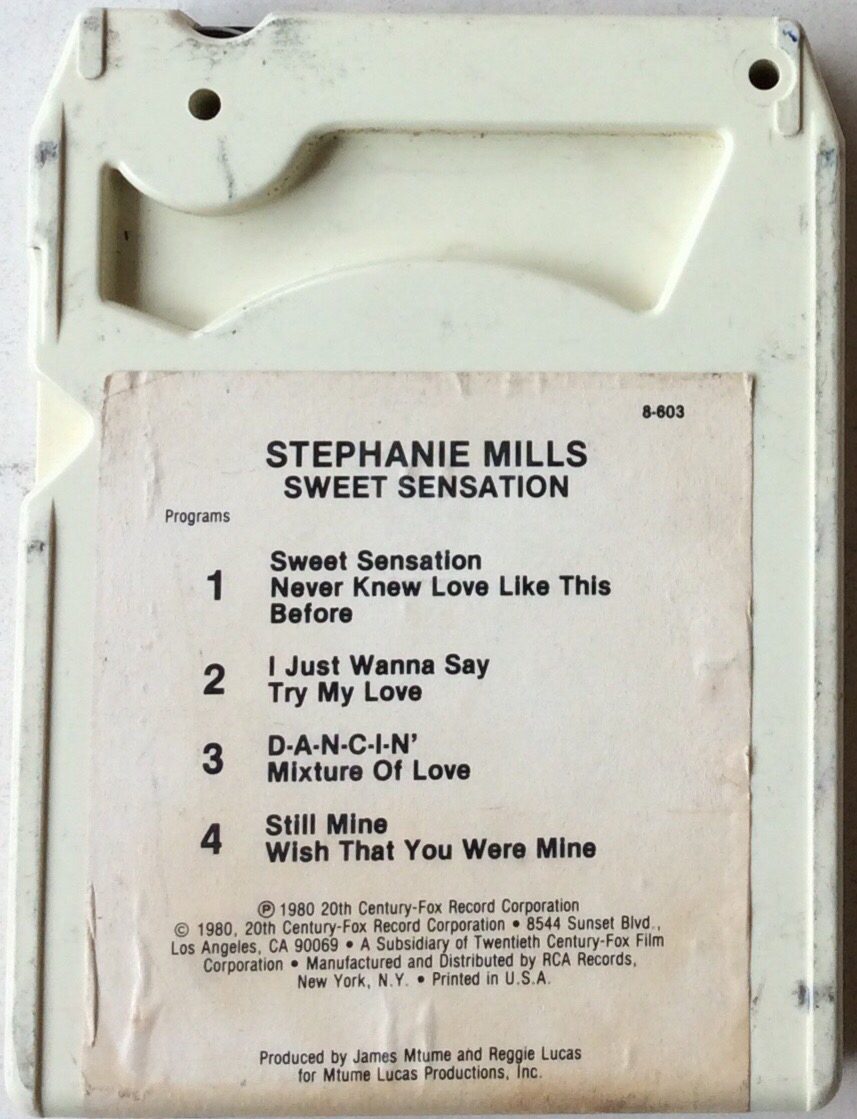 8-603
STEPHANIE MILLS
SWEET SENSATION
Programs
1
Sweet Sensation
Never Knew Love Like This
Before
2
I Just Wanna Say
Try My Love
3
D-A-N-C-I-N'
Mixture Of Love
4
Still Mine
Wish That You Were Mine
℗ 1980 20th Century-Fox Record Corporation
© 1980, 20th Century-Fox Record Corporation • 8544 Sunset Blvd.,
Los Angeles, CA 90069 • A Subsidiary of Twentieth Century-Fox Film
Corporation • Manufactured and Distributed by RCA Records,
New York, N.Y. • Printed in U.S.A.
Produced by James Mtume and Reggie Lucas
for Mtume Lucas Productions, Inc.